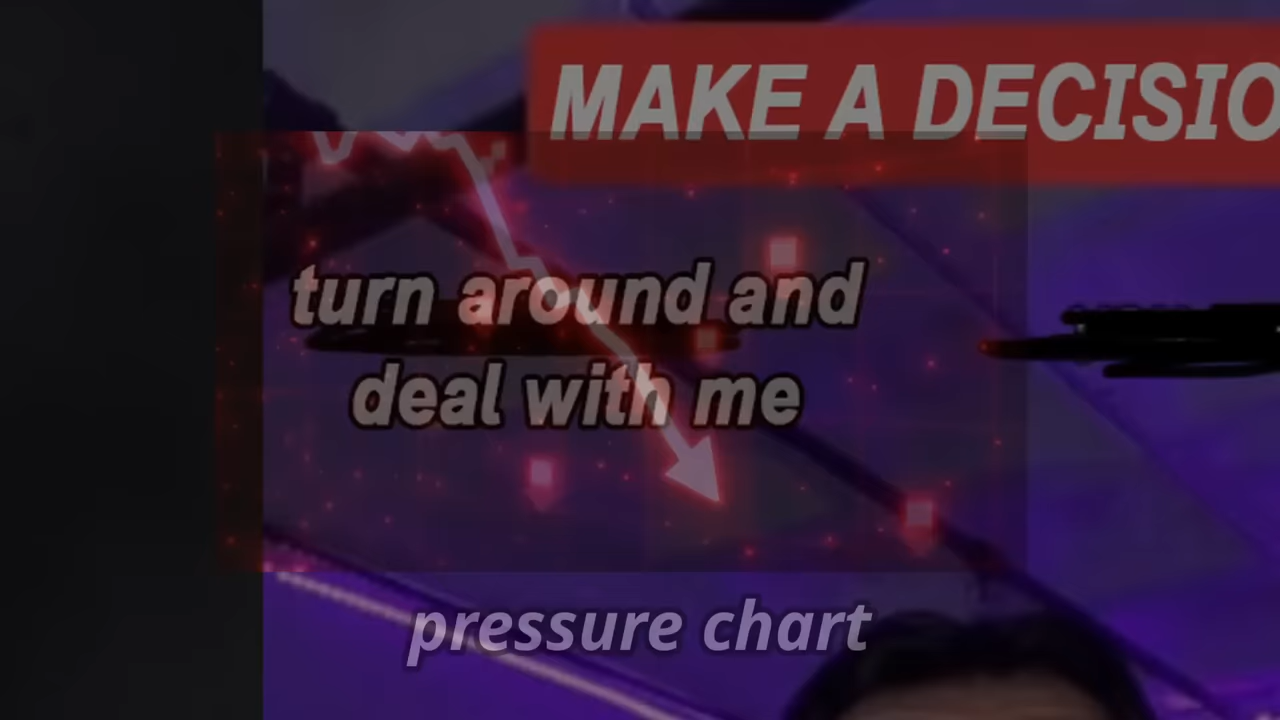 MAKE A DECISIO
turn around and
deal with me
pressure chart